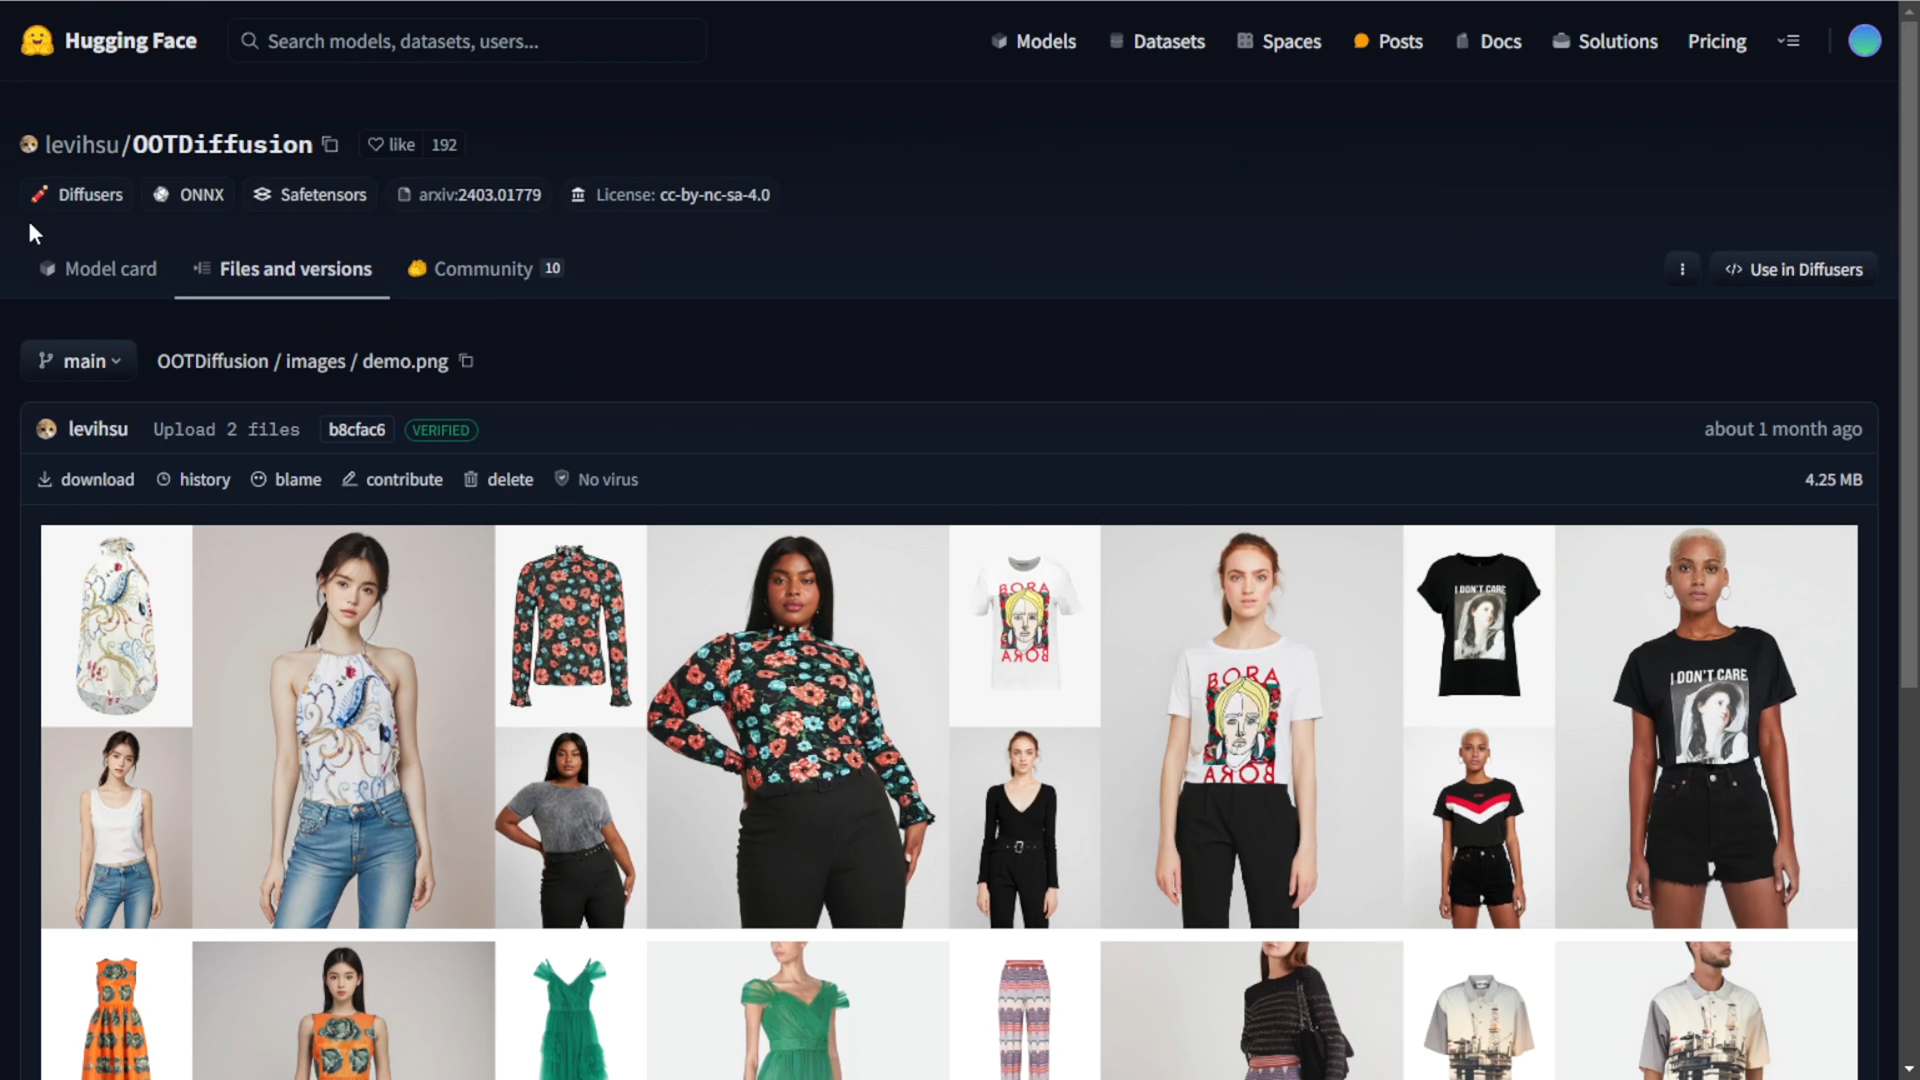 Hugging Face
Search models, datasets, users...
Models
Datasets
Spaces
Posts
Docs
Solutions
Pricing
levihsu/OOTDiffusion
like
192
Diffusers
ONNX
Safetensors
arxiv:2403.01779
License: cc-by-nc-sa-4.0
Model card
Files and versions
Community
10
Use in Diffusers
main
OOTDiffusion / images / demo.png
levihsu
Upload 2 files
b8cfac6
VERIFIED
about 1 month ago
download
history
blame
contribute
delete
No virus
4.25 MB
BORA
BORA
I DON'T CARE
BORA
BORA
I DON'T CARE